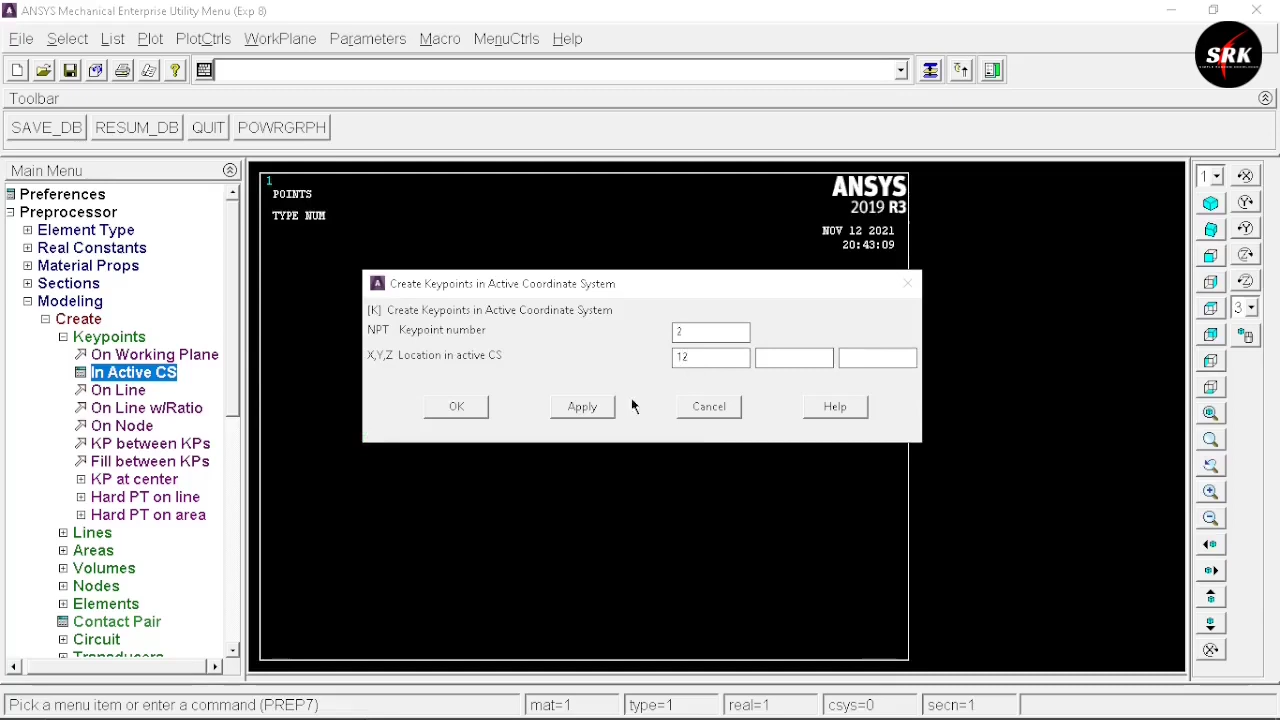 ANSYS Mechanical Enterprise Utility Menu (Exp 8)
File Select List Plot PlotCtrls WorkPlane Parameters Macro MenuCtrls Help
SRK
Toolbar
SAVE_DB RESUM_DB QUIT POWRGRPH
Main Menu
Preferences
Preprocessor
Element Type
Real Constants
Material Props
Sections
Modeling
Create
Keypoints
On Working Plane
In Active CS
On Line
On Line w/Ratio
On Node
KP between KPs
Fill between KPs
KP at center
Hard PT on line
Hard PT on area
Lines
Areas
Volumes
Nodes
Elements
Contact Pair
Circuit
Transducers
1
POINTS
TYPE NUM
ANSYS
2019 R3
NOV 12 2021
20:43:09
Create Keypoints in Active Coordinate System
[K] Create Keypoints in Active Coordinate System
NPT Keypoint number 2
X,Y,Z Location in active CS 12
OK Apply Cancel Help
1
3
Pick a menu item or enter a command (PREP7) mat=1 type=1 real=1 csys=0 secn=1